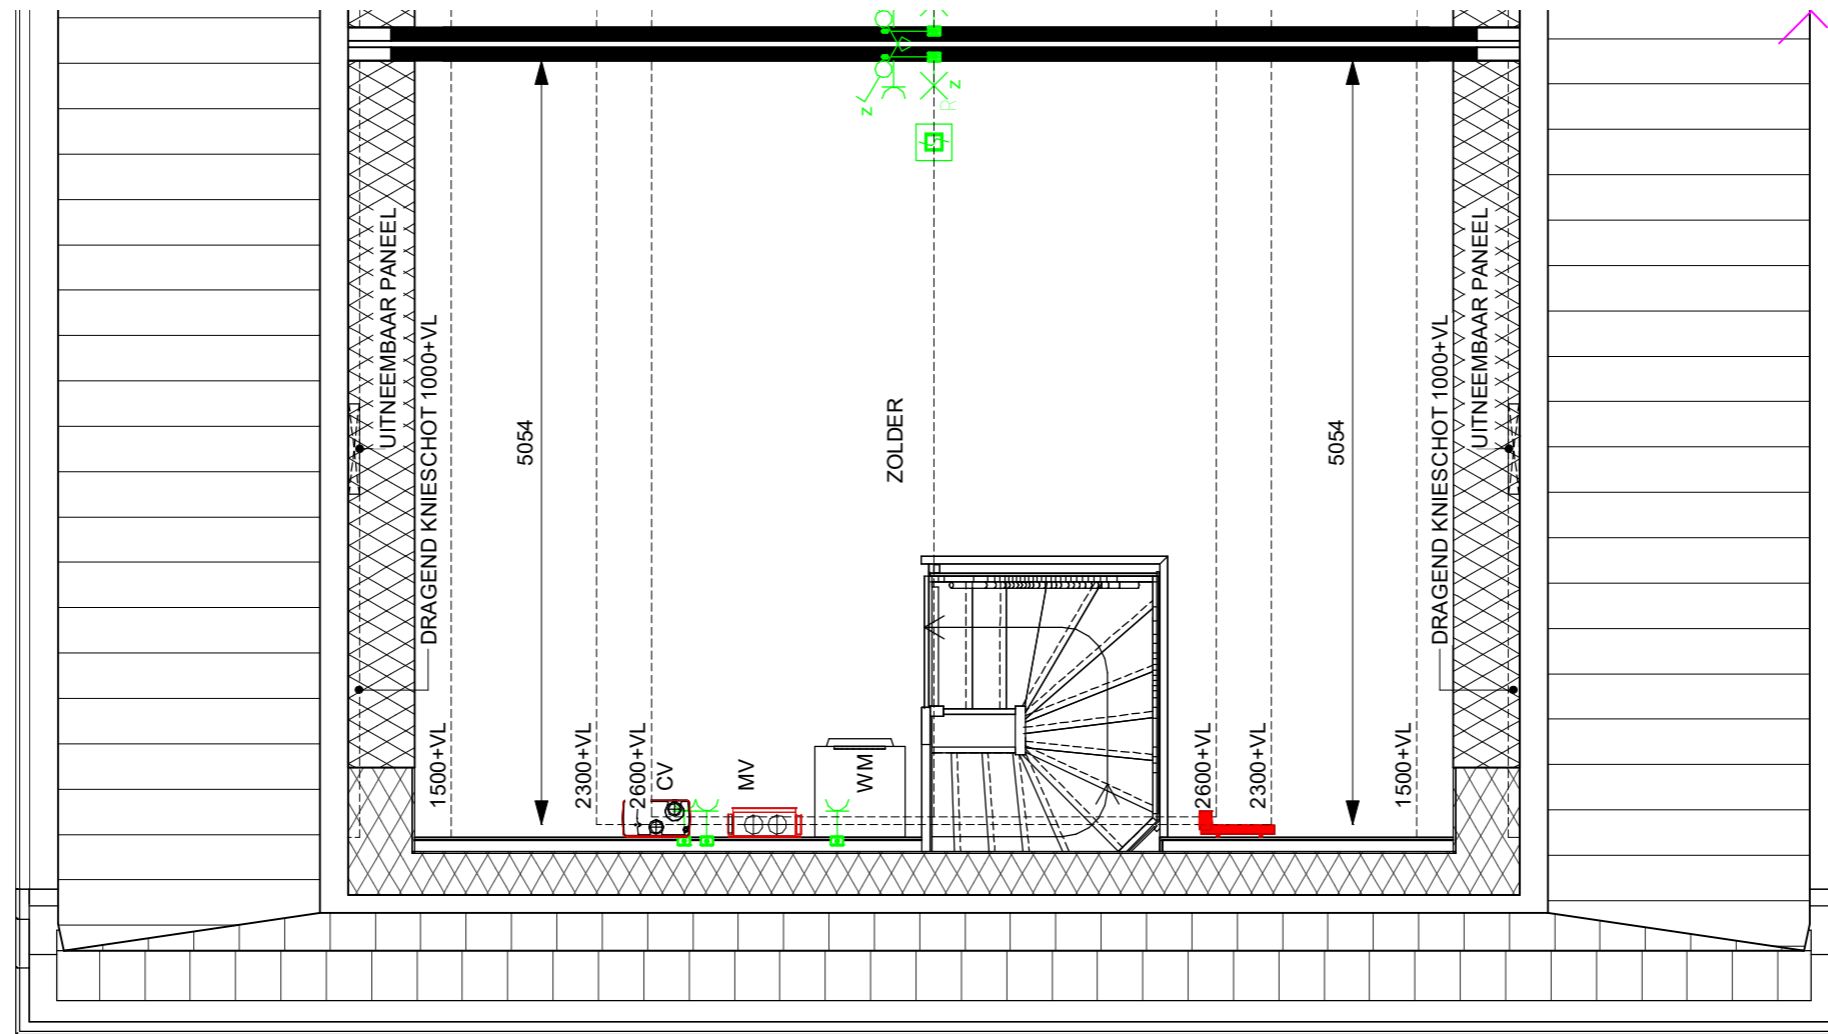 z
z
R
UITNEEMBAAR PANEEL
DRAGEND KNIESCHOT 1000+VL
5054
ZOLDER
5054
UITNEEMBAAR PANEEL
DRAGEND KNIESCHOT 1000+VL
1500+VL
2300+VL
2600+VL
CV
MV
WM
2600+VL
2300+VL
1500+VL